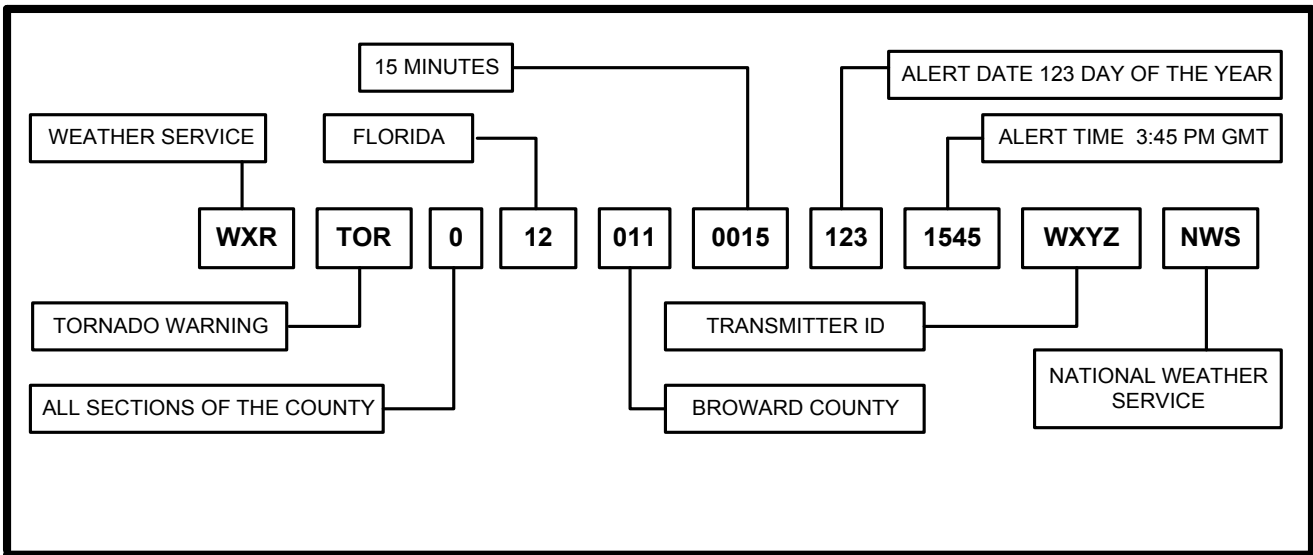 15 MINUTES
ALERT DATE 123 DAY OF THE YEAR
WEATHER SERVICE
FLORIDA
ALERT TIME 3:45 PM GMT
WXR TOR 0 12 011 0015 123 1545 WXYZ NWS
TORNADO WARNING
TRANSMITTER ID
NATIONAL WEATHER
SERVICE
ALL SECTIONS OF THE COUNTY
BROWARD COUNTY